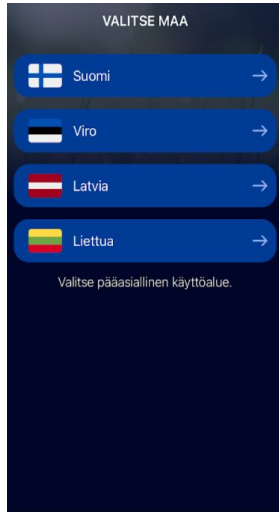 VALITSE MAA
Suomi
Viro
Latvia
Liettua
Valitse pääasiallinen käyttöalue.